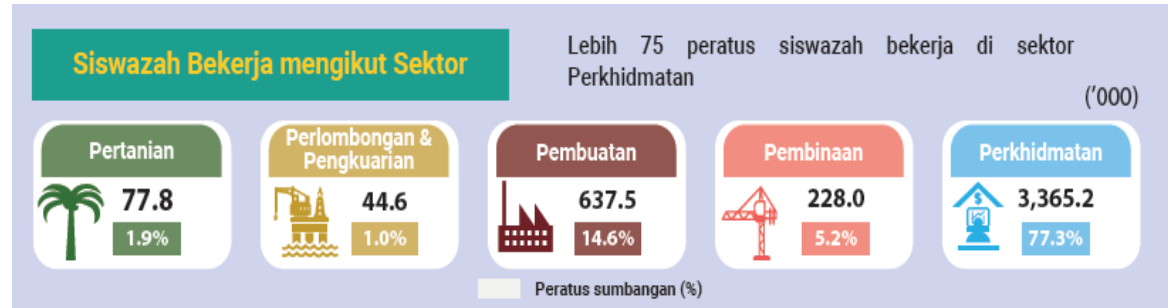 Siswazah Bekerja mengikut Sektor
Lebih 75 peratus siswazah bekerja di sektor
Perkhidmatan
('000)
Pertanian
77.8
1.9%
Perlombongan &
Pengkuarian
44.6
1.0%
Pembuatan
637.5
14.6%
Pembinaan
228.0
5.2%
Perkhidmatan
$
3,365.2
77.3%
Peratus sumbangan (%)